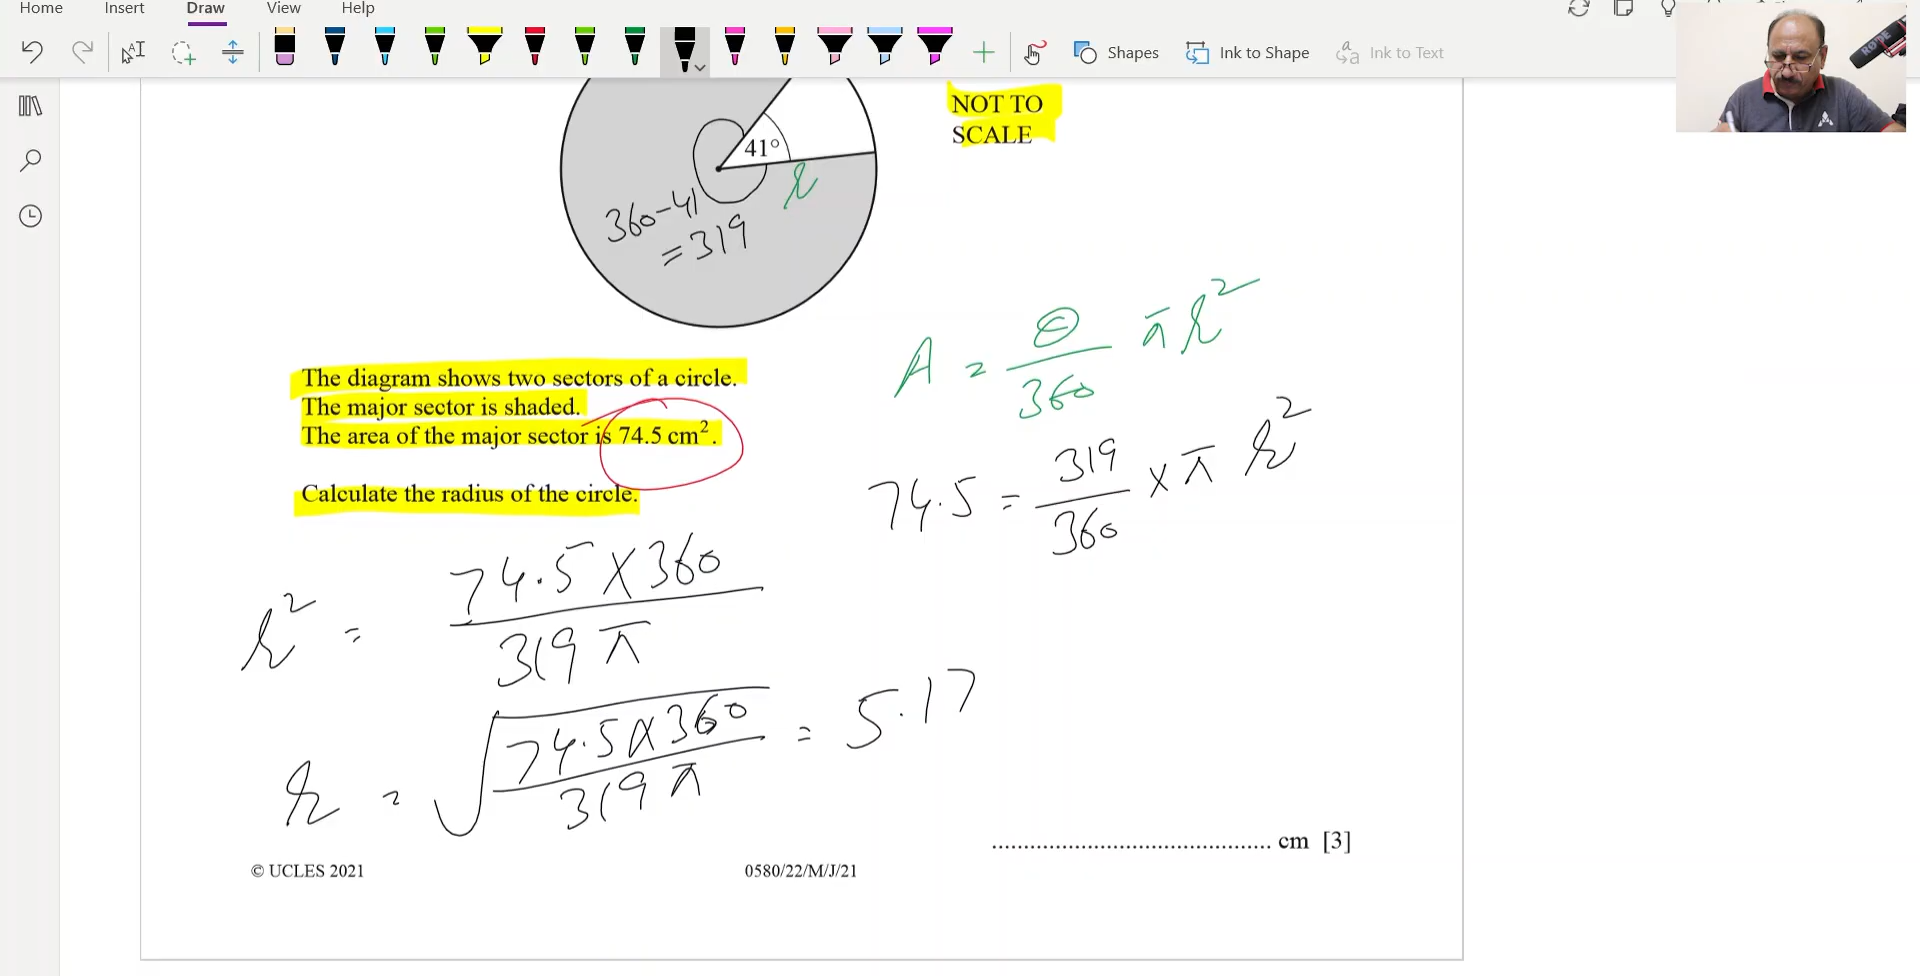 Home Insert Draw View Help
Shapes Ink to Shape Ink to Text
RØDE
NOT TO
SCALE
41°
r
360-41
= 319
A = θ/360 πr²
The diagram shows two sectors of a circle.
The major sector is shaded.
The area of the major sector is 74.5 cm².
74.5 = 319/360 × π r²
Calculate the radius of the circle.
r² = 74.5 × 360 / 319 π
r = √(74.5 × 360 / 319 π) = 5.17
.......................................... cm [3]
© UCLES 2021 0580/22/M/J/21